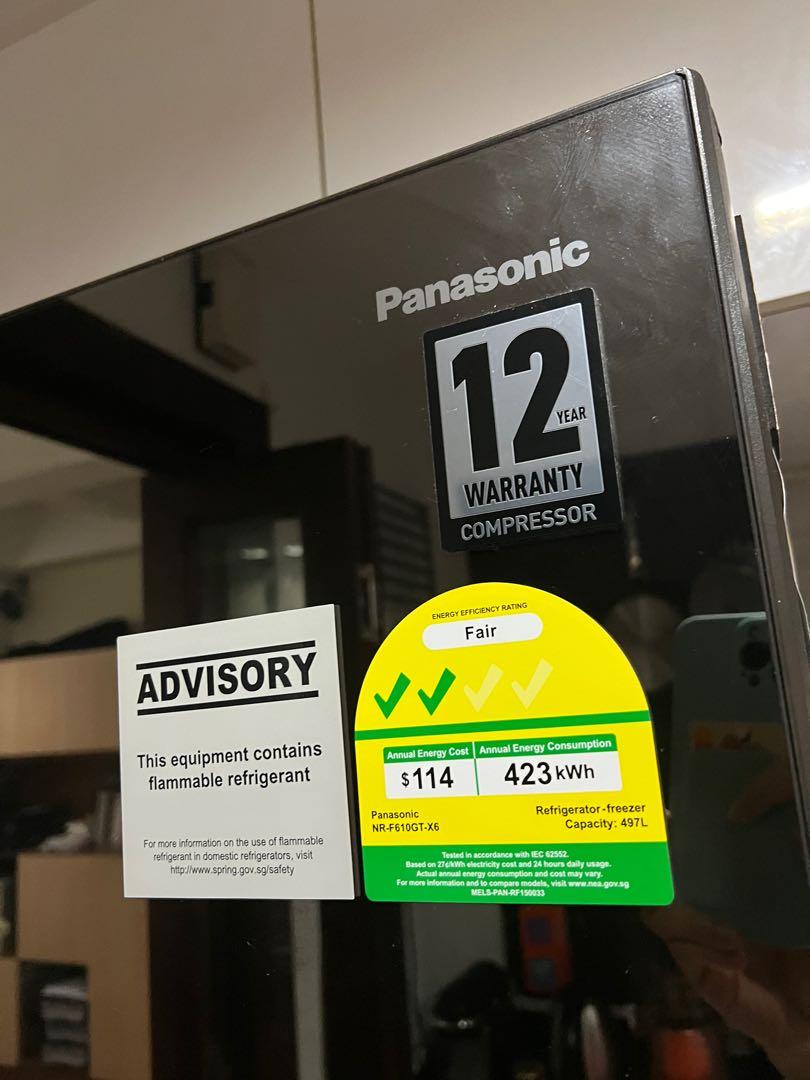 Panasonic
12
YEAR
WARRANTY
COMPRESSOR
ADVISORY
This equipment contains
flammable refrigerant
For more information on the use of flammable
refrigerant in domestic refrigerators, visit
http://www.spring.gov.sg/safety
ENERGY EFFICIENCY RATING
Fair
Annual Energy Cost
$114
Annual Energy Consumption
423 kWh
Panasonic
NR-F610GT-X6
Refrigerator-freezer
Capacity: 497L
Tested in accordance with IEC 62552.
Based on 27¢/kWh electricity cost and 24 hours daily usage.
Actual annual energy consumption and cost may vary.
For more information and to compare models, visit www.nea.gov.sg
MELS-PAN-RF150033